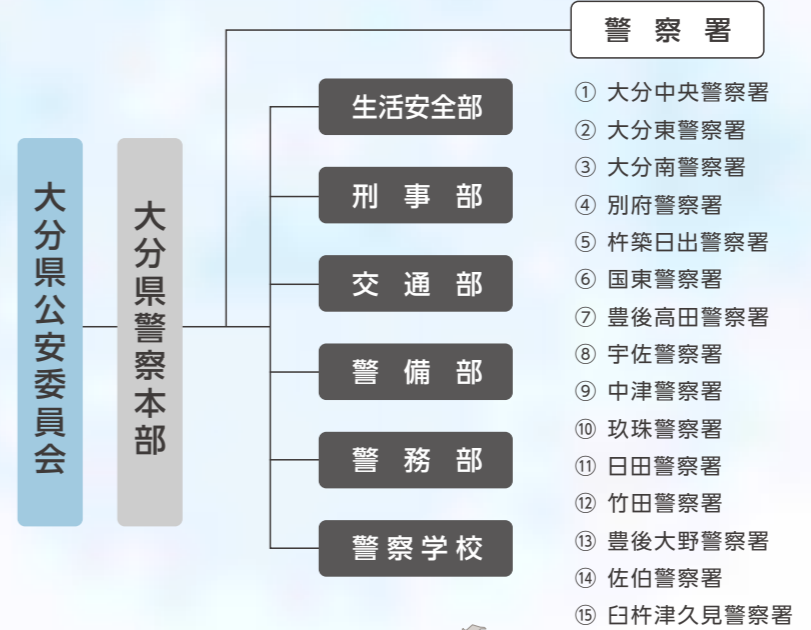 大分県公安委員会
大分県警察本部
生活安全部
刑事部
交通部
警備部
警務部
警察学校
警察署
① 大分中央警察署
② 大分東警察署
③ 大分南警察署
④ 別府警察署
⑤ 杵築日出警察署
⑥ 国東警察署
⑦ 豊後高田警察署
⑧ 宇佐警察署
⑨ 中津警察署
⑩ 玖珠警察署
⑪ 日田警察署
⑫ 竹田警察署
⑬ 豊後大野警察署
⑭ 佐伯警察署
⑮ 臼杵津久見警察署